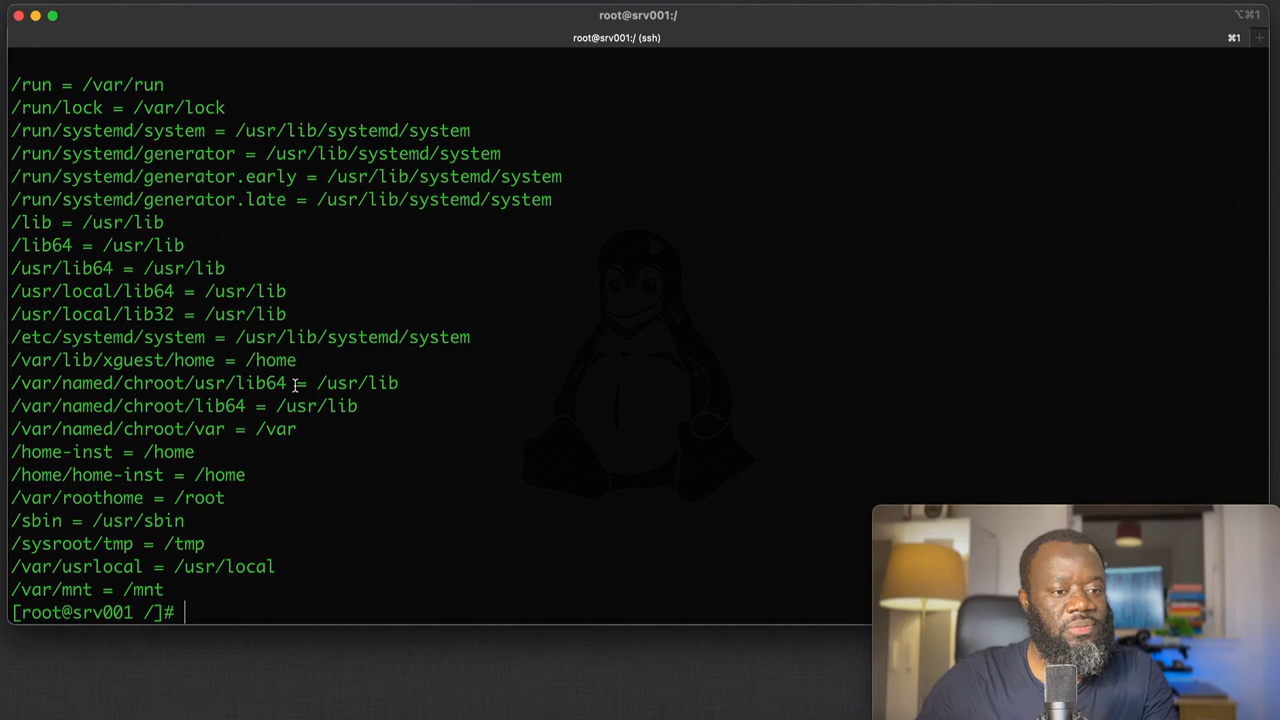 root@srv001:/
⌥⌘1
root@srv001:/ (ssh)
⌘1
+
/run = /var/run
/run/lock = /var/lock
/run/systemd/system = /usr/lib/systemd/system
/run/systemd/generator = /usr/lib/systemd/system
/run/systemd/generator.early = /usr/lib/systemd/system
/run/systemd/generator.late = /usr/lib/systemd/system
/lib = /usr/lib
/lib64 = /usr/lib
/usr/lib64 = /usr/lib
/usr/local/lib64 = /usr/lib
/usr/local/lib32 = /usr/lib
/etc/systemd/system = /usr/lib/systemd/system
/var/lib/xguest/home = /home
/var/named/chroot/usr/lib64 = /usr/lib
/var/named/chroot/lib64 = /usr/lib
/var/named/chroot/var = /var
/home-inst = /home
/home/home-inst = /home
/var/roothome = /root
/sbin = /usr/sbin
/sysroot/tmp = /tmp
/var/usrlocal = /usr/local
/var/mnt = /mnt
[root@srv001 /]#